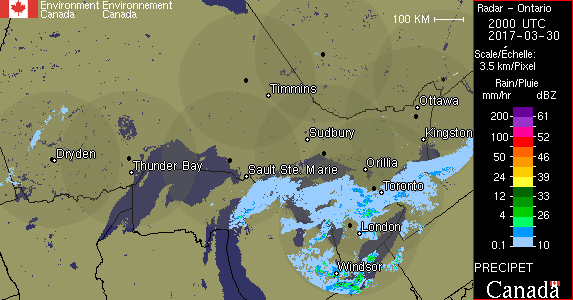 Environment Environnement
Canada Canada
100 KM
Timmins
Ottawa
Sudbury
Kingston
Dryden
Thunder Bay
Sault Ste. Marie
Orillia
Toronto
London
Windsor
Radar - Ontario
2000 UTC
2017-03-30
Scale/Échelle:
3.5 km/Pixel
Rain/Pluie
mm/hr dBZ
200 61
100 52
50 46
24 39
12 33
4 26
0.1 10
PRECIPET
Canada